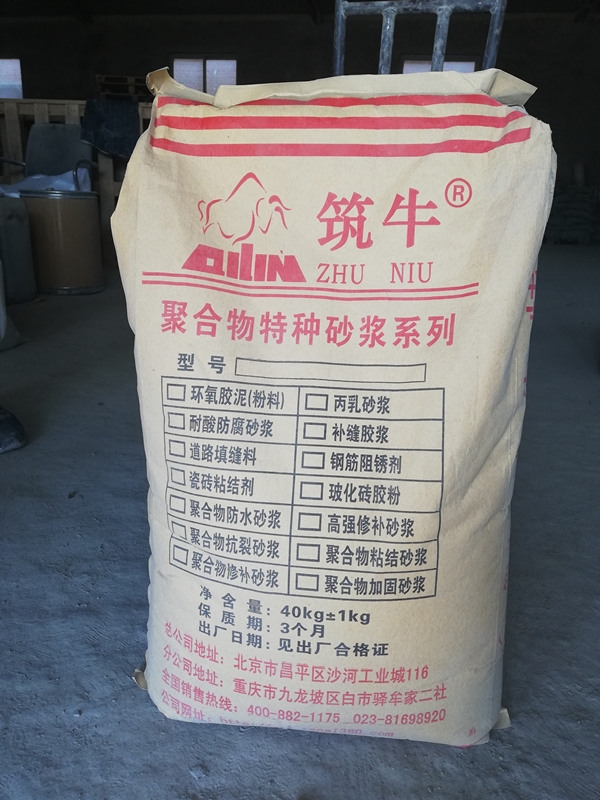 筑牛®
QILIN ZHU NIU
聚合物特种砂浆系列
型号
环氧胶泥(粉料) 丙乳砂浆
耐酸防腐砂浆 补缝胶浆
道路填缝料 钢筋阻锈剂
瓷砖粘结剂 玻化砖胶粉
聚合物防水砂浆 高强修补砂浆
聚合物抗裂砂浆 聚合物粘结砂浆
聚合物修补砂浆 聚合物加固砂浆
净含量：40kg±1kg
保质期：3个月
出厂日期：见出厂合格证
总公司地址：北京市昌平区沙河工业城116
分公司地址：重庆市九龙坡区白市驿牟家二社
全国销售热线：400-882-1175 023-81698920
公司网址：